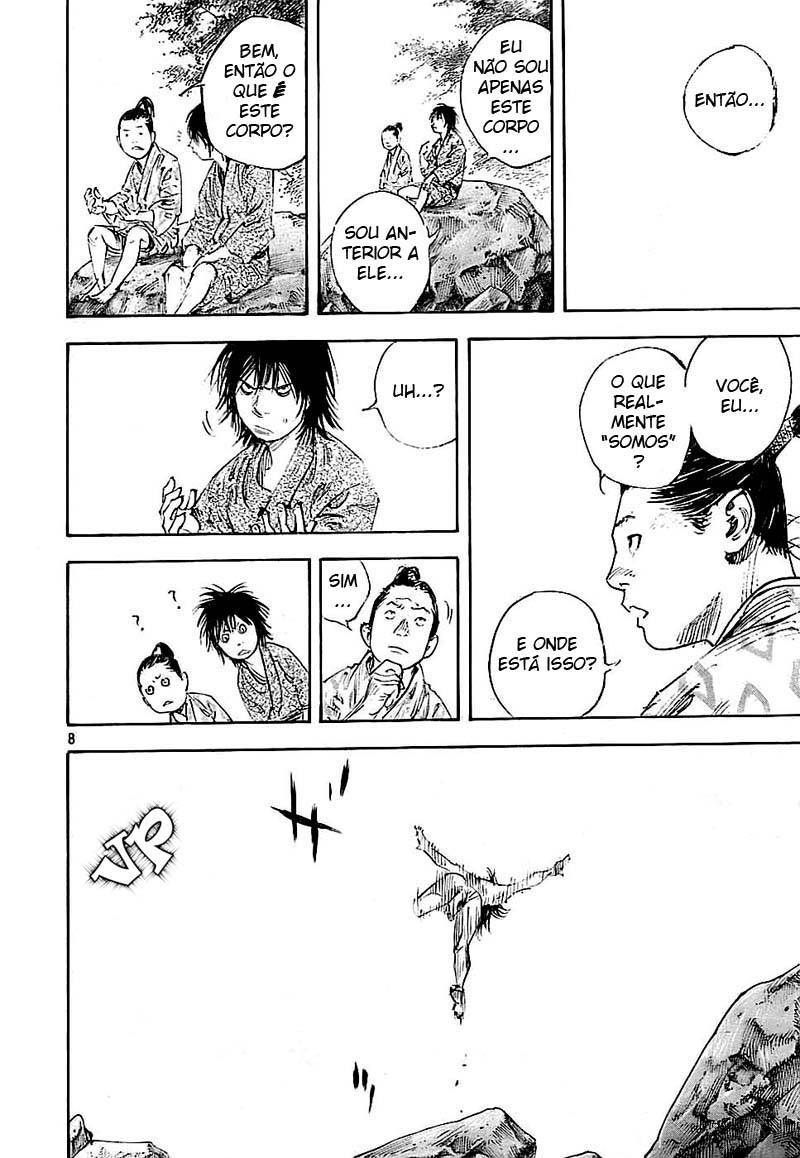 ENTÃO...
EU
NÃO SOU
APENAS
ESTE
CORPO
...
SOU AN-
TERIOR A
ELE...
BEM,
ENTÃO O
QUE É
ESTE
CORPO?
VOCÊ,
EU...
O QUE
REAL-
MENTE
“SOMOS”
?
E ONDE
ESTÁ ISSO?
UH...?
SIM
...
?
?
8
VP